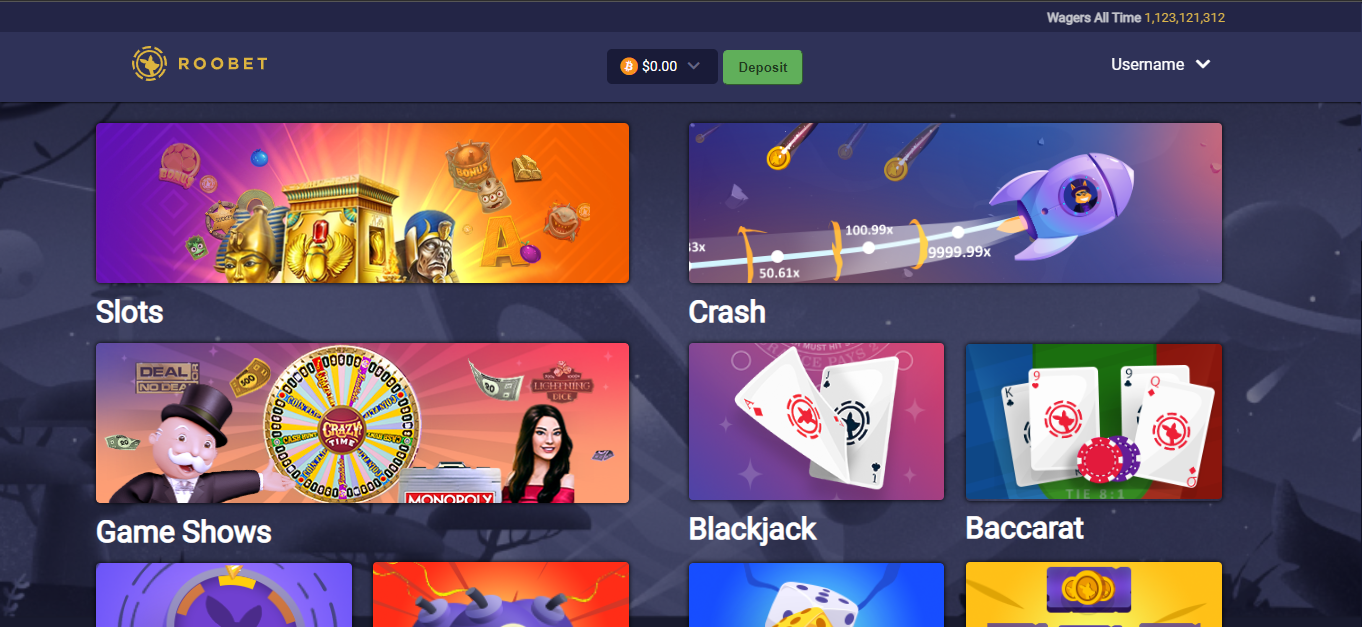 Wagers All Time 1,123,121,312
ROOBET
$0.00
Deposit
Username
BONUS
BONUS
A
Slots
100.99x
9999.99x
50.61x
Crash
DEAL
NO DEAL
500
20
20
LIGHTNING
DICE
CRAZY
TIME
MONOPOLY
Game Shows
A
J
Blackjack
K
9
9
Q
TIE 8:1
Baccarat